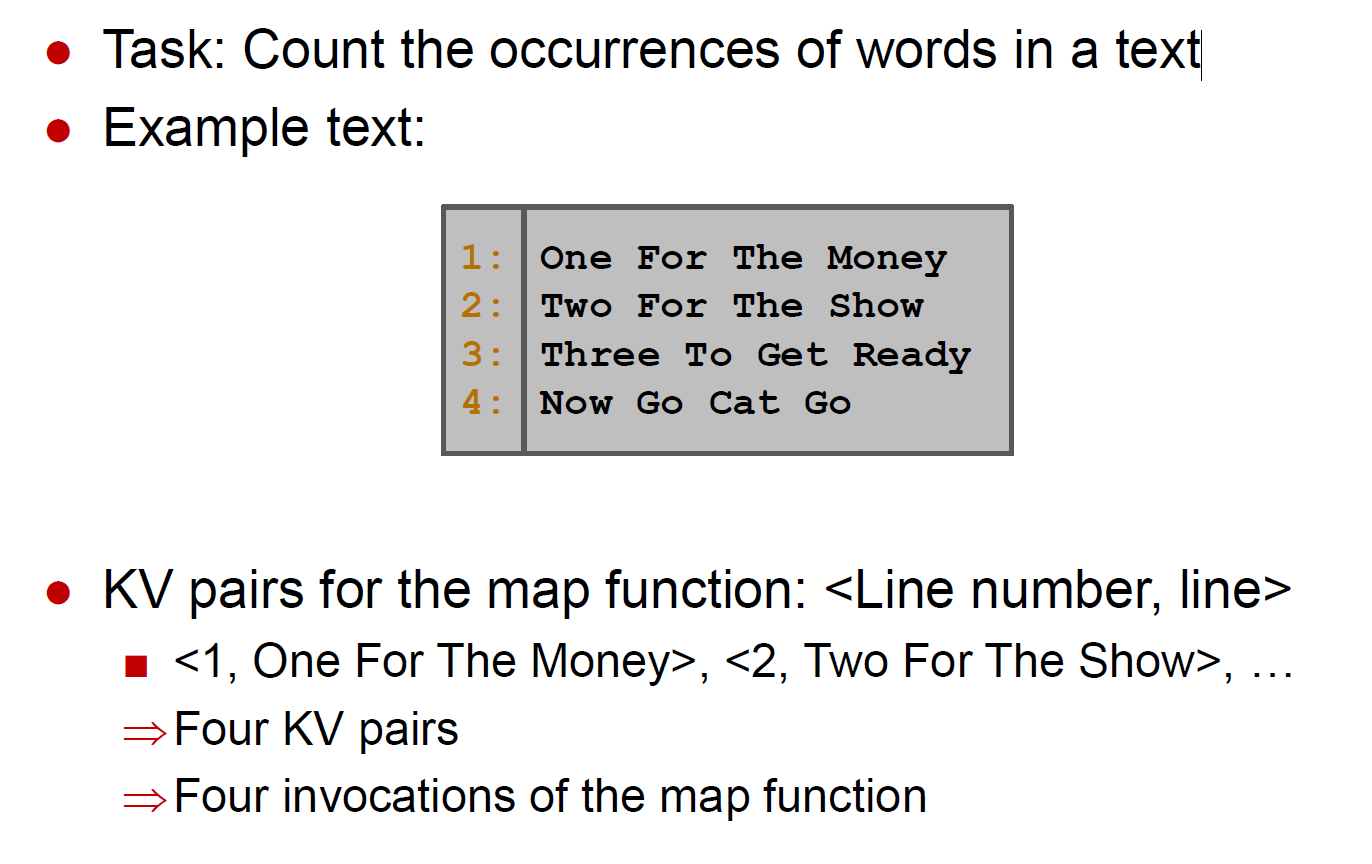 ● Task: Count the occurrences of words in a text
● Example text:
1: One For The Money
2: Two For The Show
3: Three To Get Ready
4: Now Go Cat Go
● KV pairs for the map function: <Line number, line>
■ <1, One For The Money>, <2, Two For The Show>, …
⇒ Four KV pairs
⇒ Four invocations of the map function